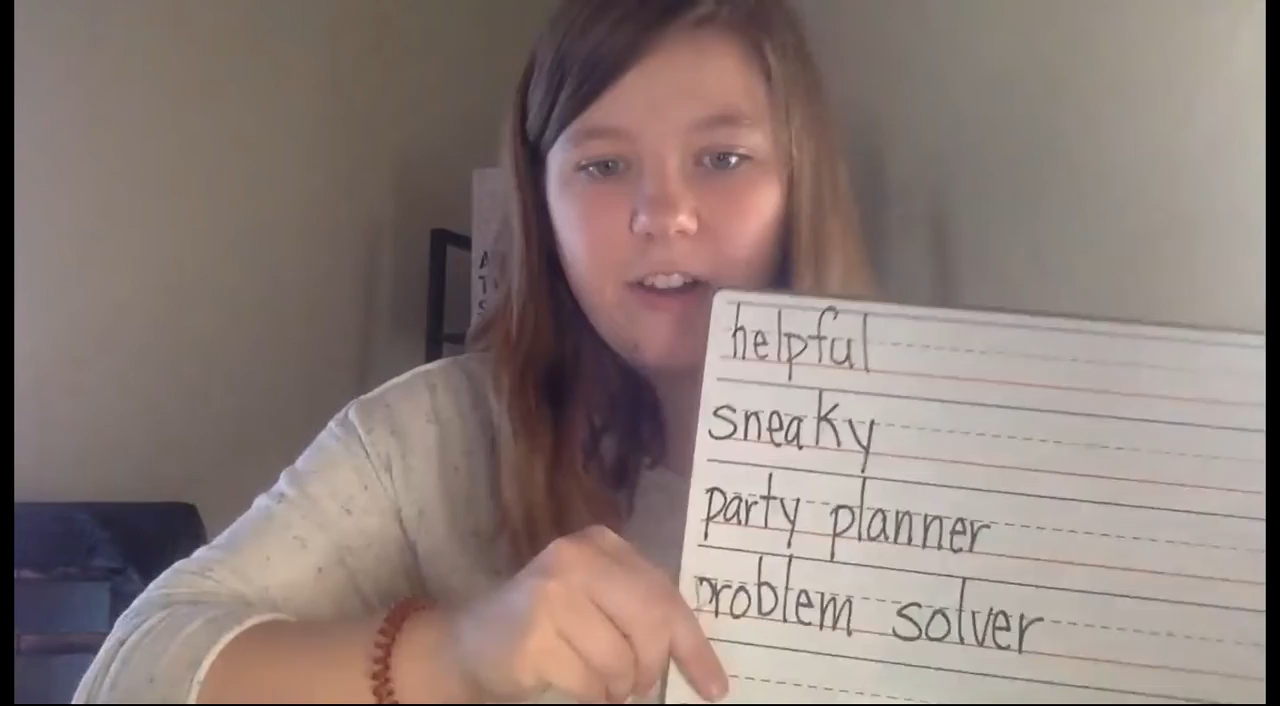 A
T
S
helpful
sneaky
party planner
problem solver